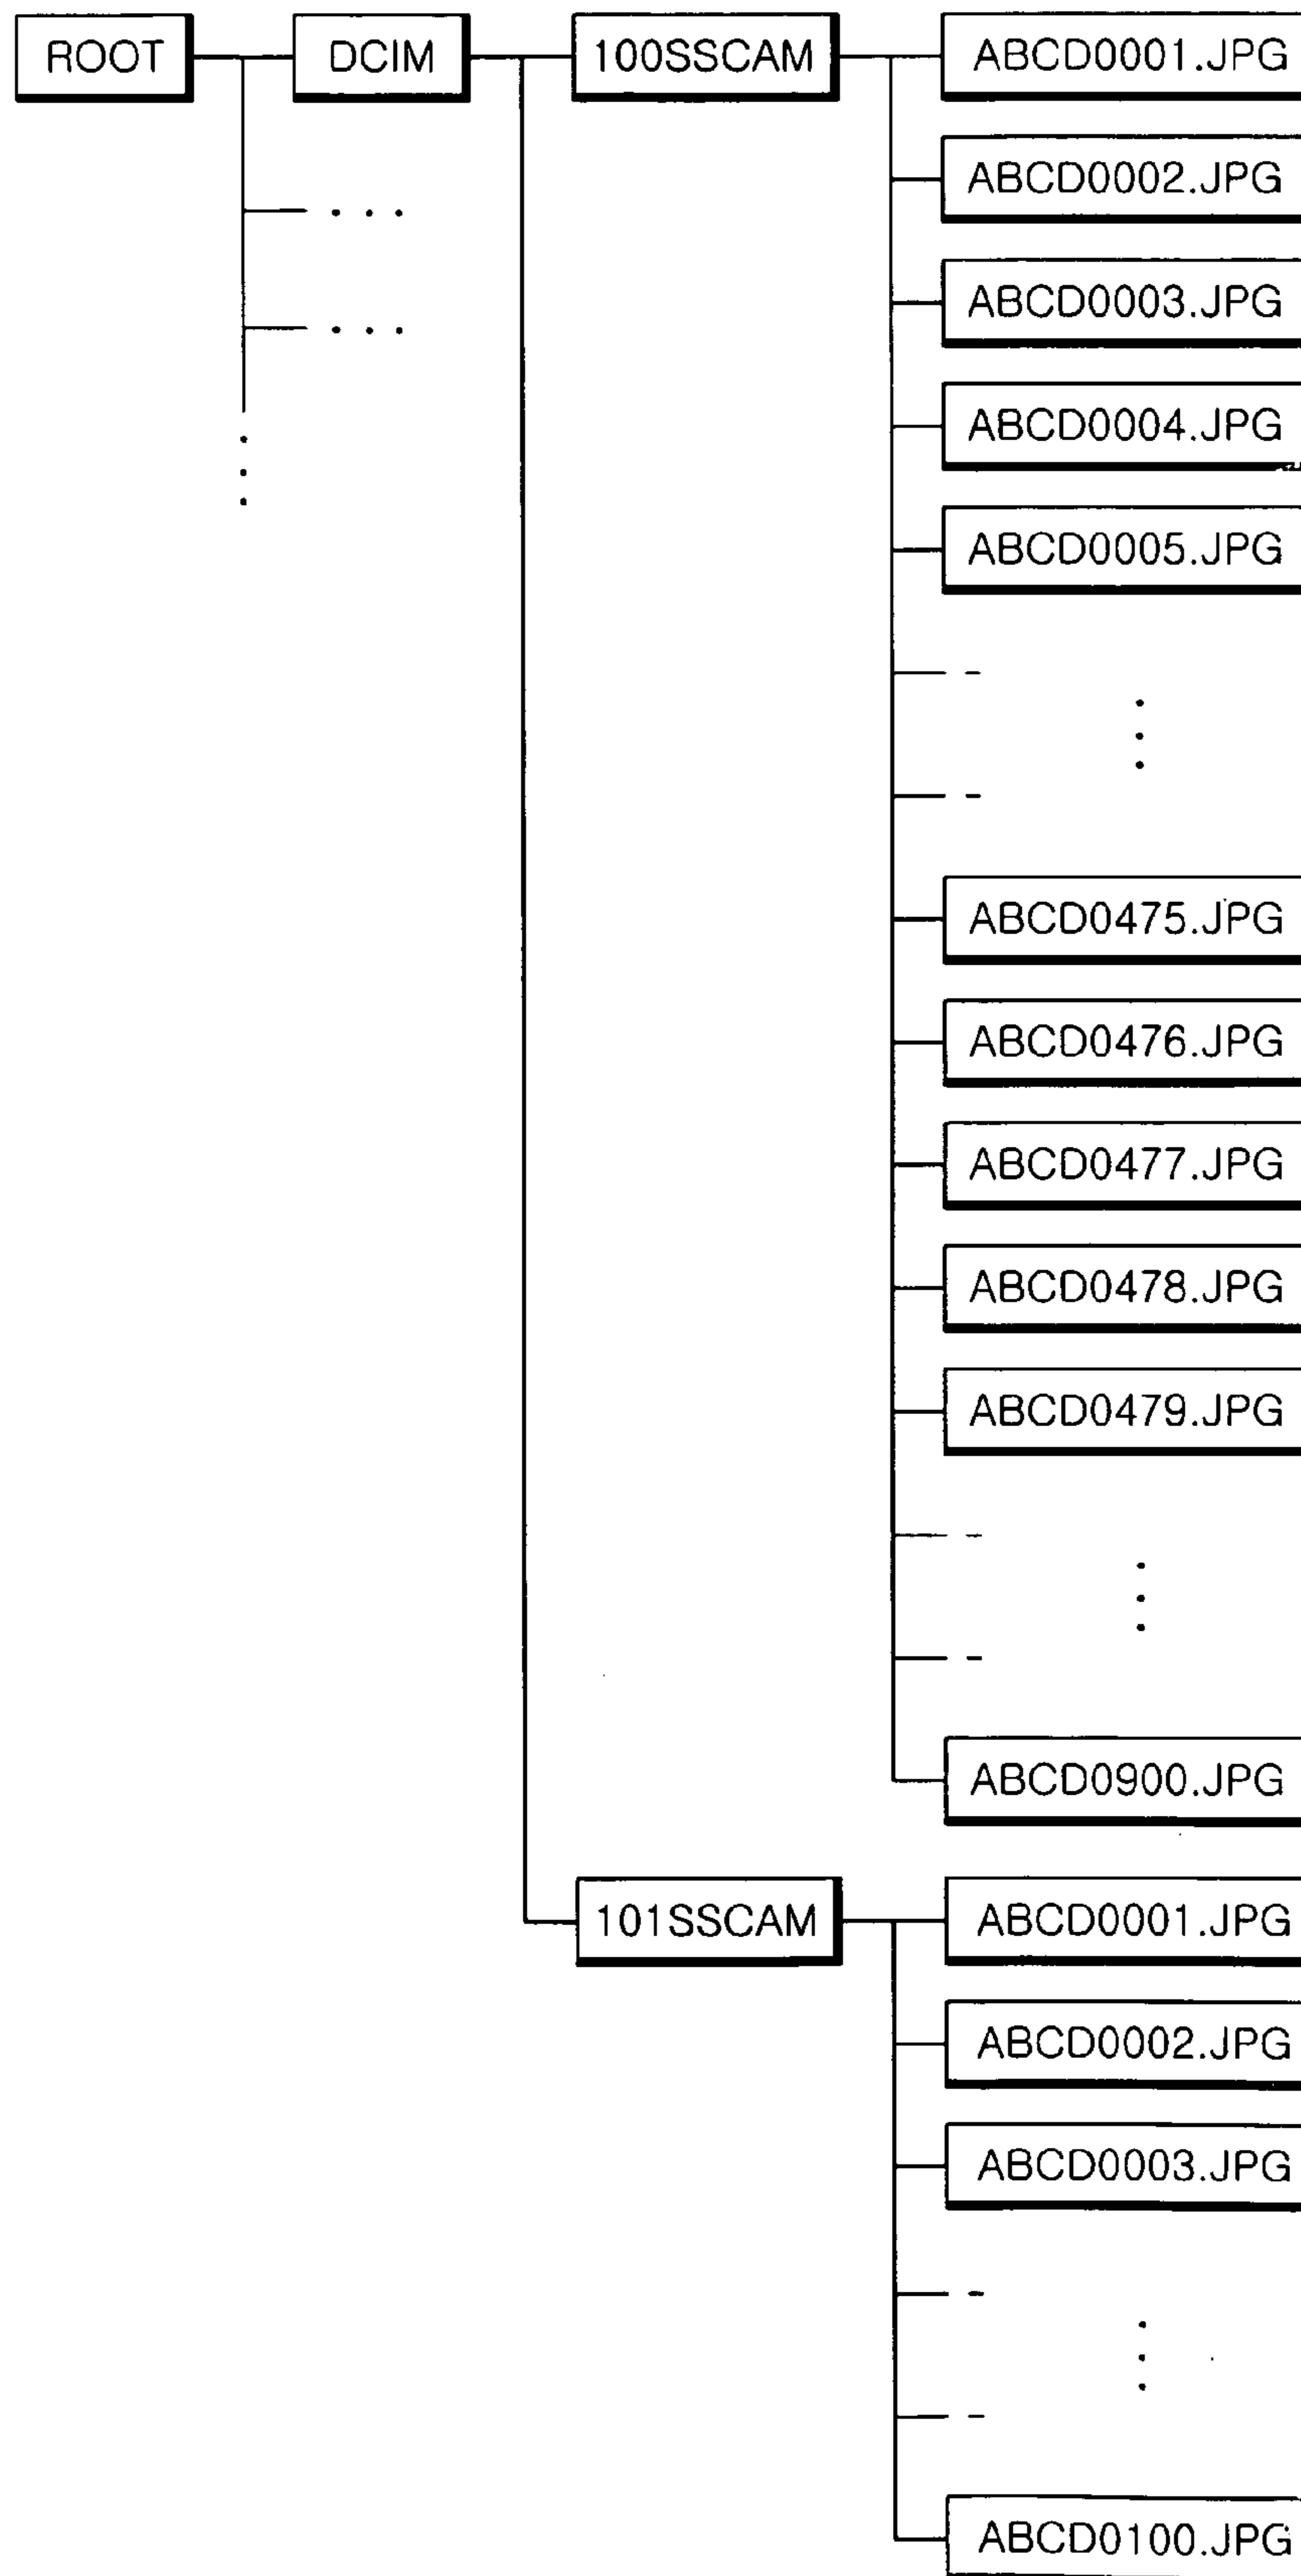 ROOT
DCIM
100SSCAM
ABCD0001.JPG
ABCD0002.JPG
ABCD0003.JPG
ABCD0004.JPG
ABCD0005.JPG
ABCD0475.JPG
ABCD0476.JPG
ABCD0477.JPG
ABCD0478.JPG
ABCD0479.JPG
ABCD0900.JPG
101SSCAM
ABCD0001.JPG
ABCD0002.JPG
ABCD0003.JPG
ABCD0100.JPG